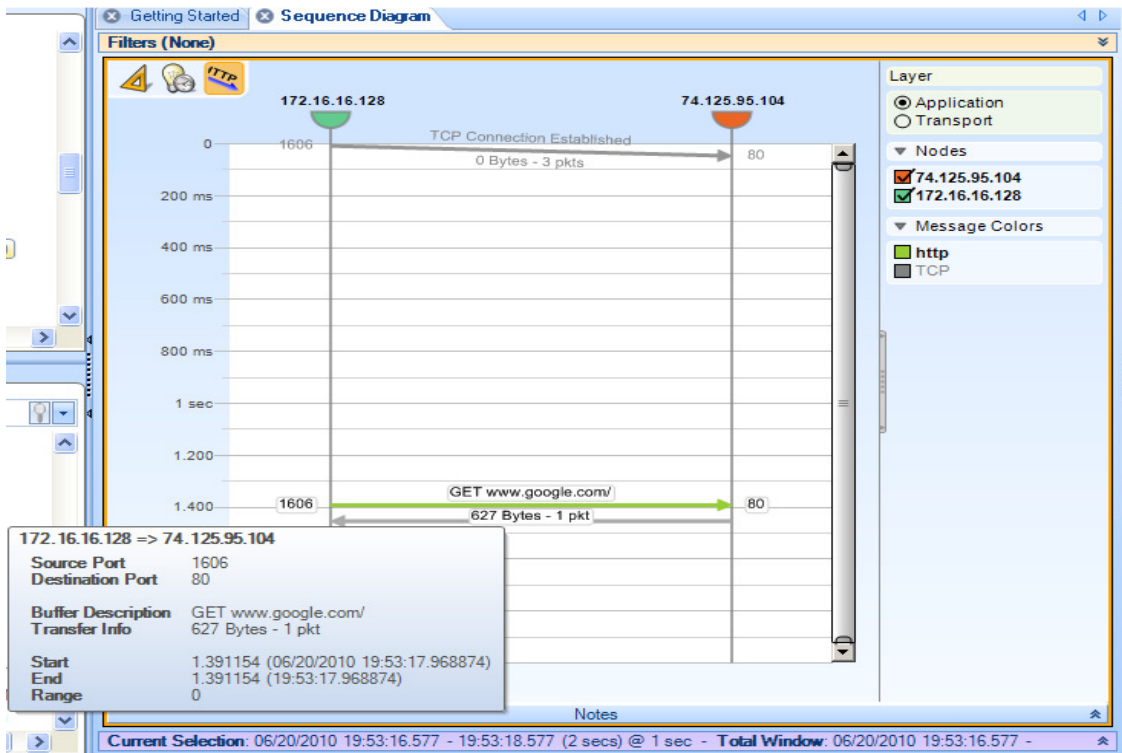 Getting Started
Sequence Diagram
Filters (None)
HTTP
172.16.16.128
74.125.95.104
0
1606
TCP Connection Established
0 Bytes - 3 pkts
80
200 ms
400 ms
600 ms
800 ms
1 sec
1.200
1.400
1606
GET www.google.com/
627 Bytes - 1 pkt
80
Layer
Application
Transport
Nodes
74.125.95.104
172.16.16.128
Message Colors
http
TCP
172.16.16.128 => 74.125.95.104
Source Port 1606
Destination Port 80
Buffer Description GET www.google.com/
Transfer Info 627 Bytes - 1 pkt
Start 1.391154 (06/20/2010 19:53:17.968874)
End 1.391154 (19:53:17.968874)
Range 0
Notes
Current Selection: 06/20/2010 19:53:16.577 - 19:53:18.577 (2 secs) @ 1 sec - Total Window: 06/20/2010 19:53:16.577 -